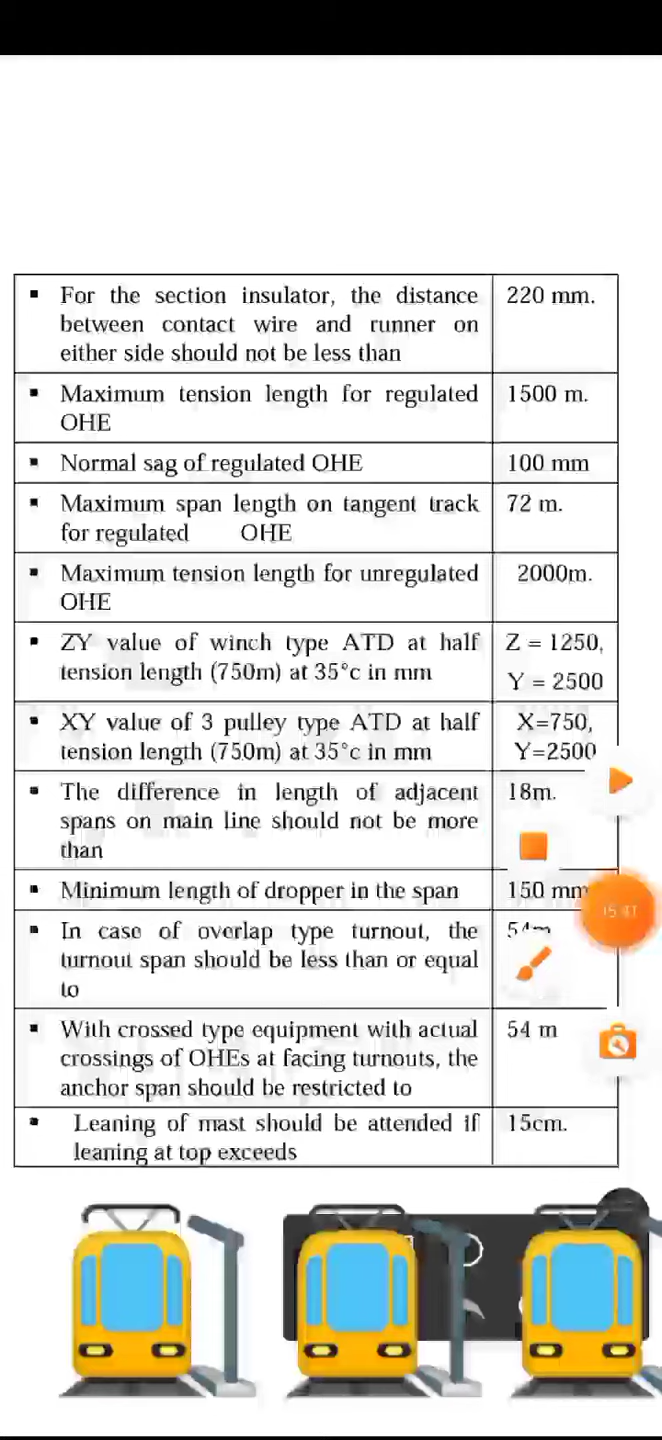 ▪ For the section insulator, the distance 220 mm.
between contact wire and runner on
either side should not be less than
▪ Maximum tension length for regulated 1500 m.
OHE
▪ Normal sag of regulated OHE 100 mm
▪ Maximum span length on tangent track 72 m.
for regulated OHE
▪ Maximum tension length for unregulated 2000m.
OHE
▪ ZY value of winch type ATD at half Z = 1250,
tension length (750m) at 35°c in mm Y = 2500
▪ XY value of 3 pulley type ATD at half X=750,
tension length (750m) at 35°c in mm Y=2500
▪ The difference in length of adjacent 18m.
spans on main line should not be more
than
▪ Minimum length of dropper in the span 150 mm
▪ In case of overlap type turnout, the
turnout span should be less than or equal
to
▪ With crossed type equipment with actual 54 m
crossings of OHEs at facing turnouts, the
anchor span should be restricted to
▪ Leaning of mast should be attended if 15cm.
leaning at top exceeds